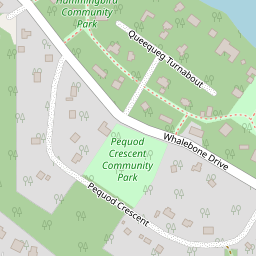 Hummingbird
Community
Park
Queequeg Turnabout
Whalebone Drive
Pequod
Crescent
Community
Park
Pequod Crescent